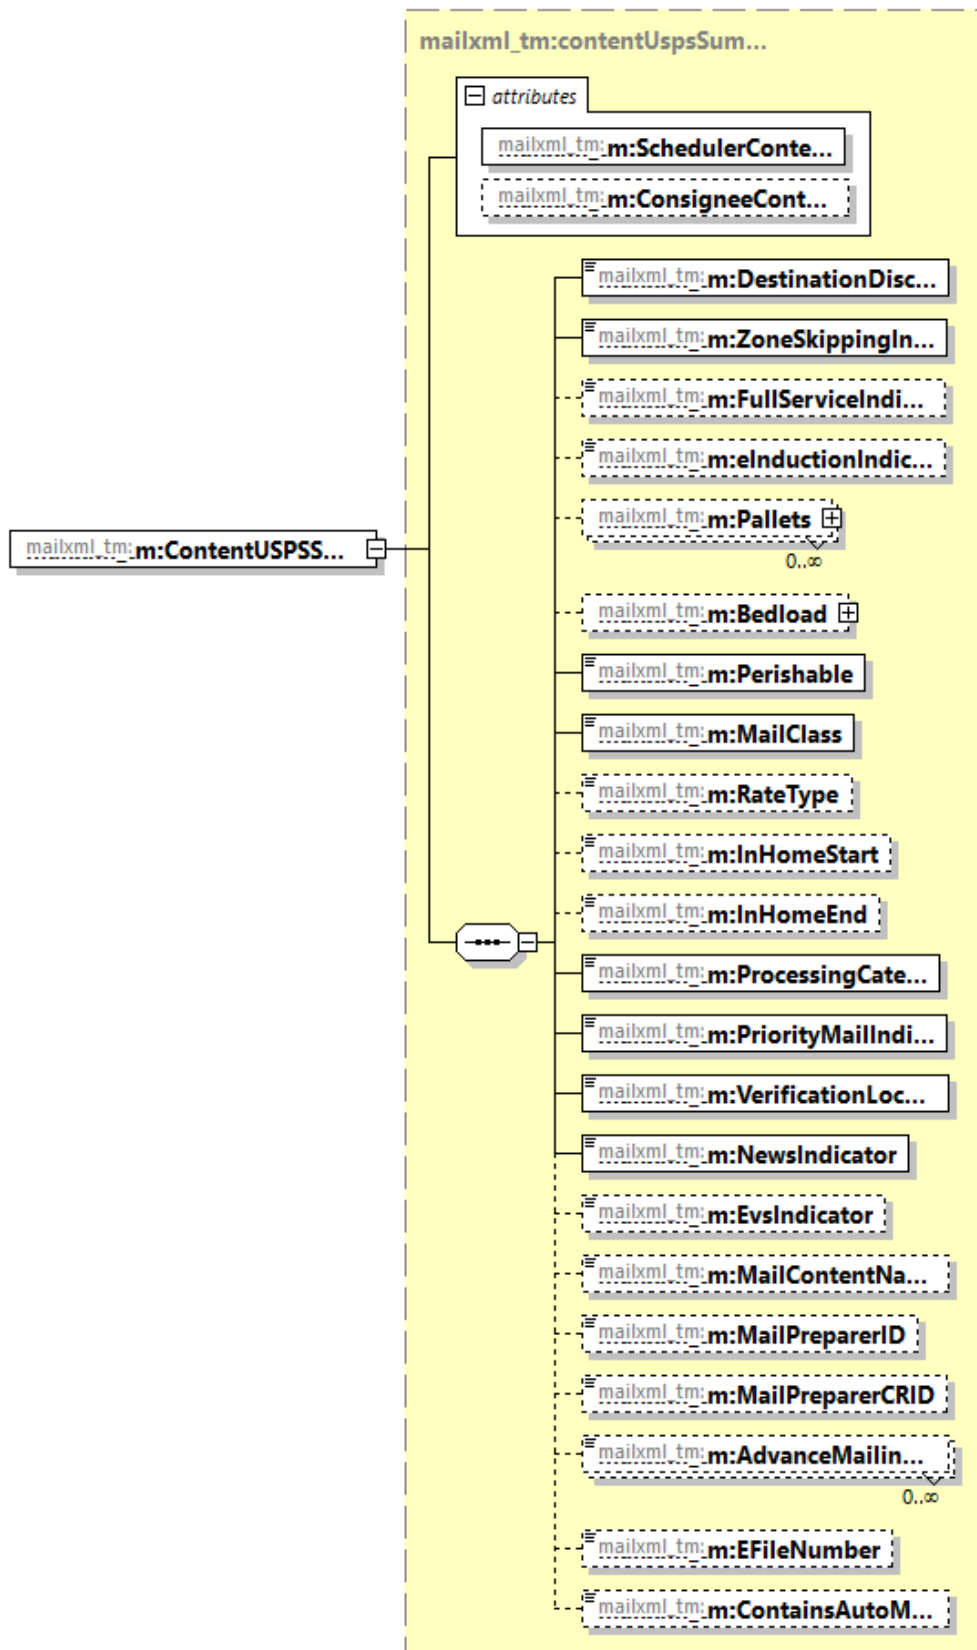 mailxml_tm:contentUspsSum...
attributes
mailxml_tm:m:SchedulerConte...
mailxml_tm:m:ConsigneeCont...
mailxml_tm:m:DestinationDisc...
mailxml_tm:m:ZoneSkippingIn...
mailxml_tm:m:FullServiceIndi...
mailxml_tm:m:eInductionIndic...
mailxml_tm:m:Pallets
0..∞
mailxml_tm:m:ContentUSPSS...
mailxml_tm:m:Bedload
mailxml_tm:m:Perishable
mailxml_tm:m:MailClass
mailxml_tm:m:RateType
mailxml_tm:m:InHomeStart
mailxml_tm:m:InHomeEnd
mailxml_tm:m:ProcessingCate...
mailxml_tm:m:PriorityMailIndi...
mailxml_tm:m:VerificationLoc...
mailxml_tm:m:NewsIndicator
mailxml_tm:m:EvsIndicator
mailxml_tm:m:MailContentNa...
mailxml_tm:m:MailPreparerID
mailxml_tm:m:MailPreparerCRID
mailxml_tm:m:AdvanceMailin...
0..∞
mailxml_tm:m:EFileNumber
mailxml_tm:m:ContainsAutoM...